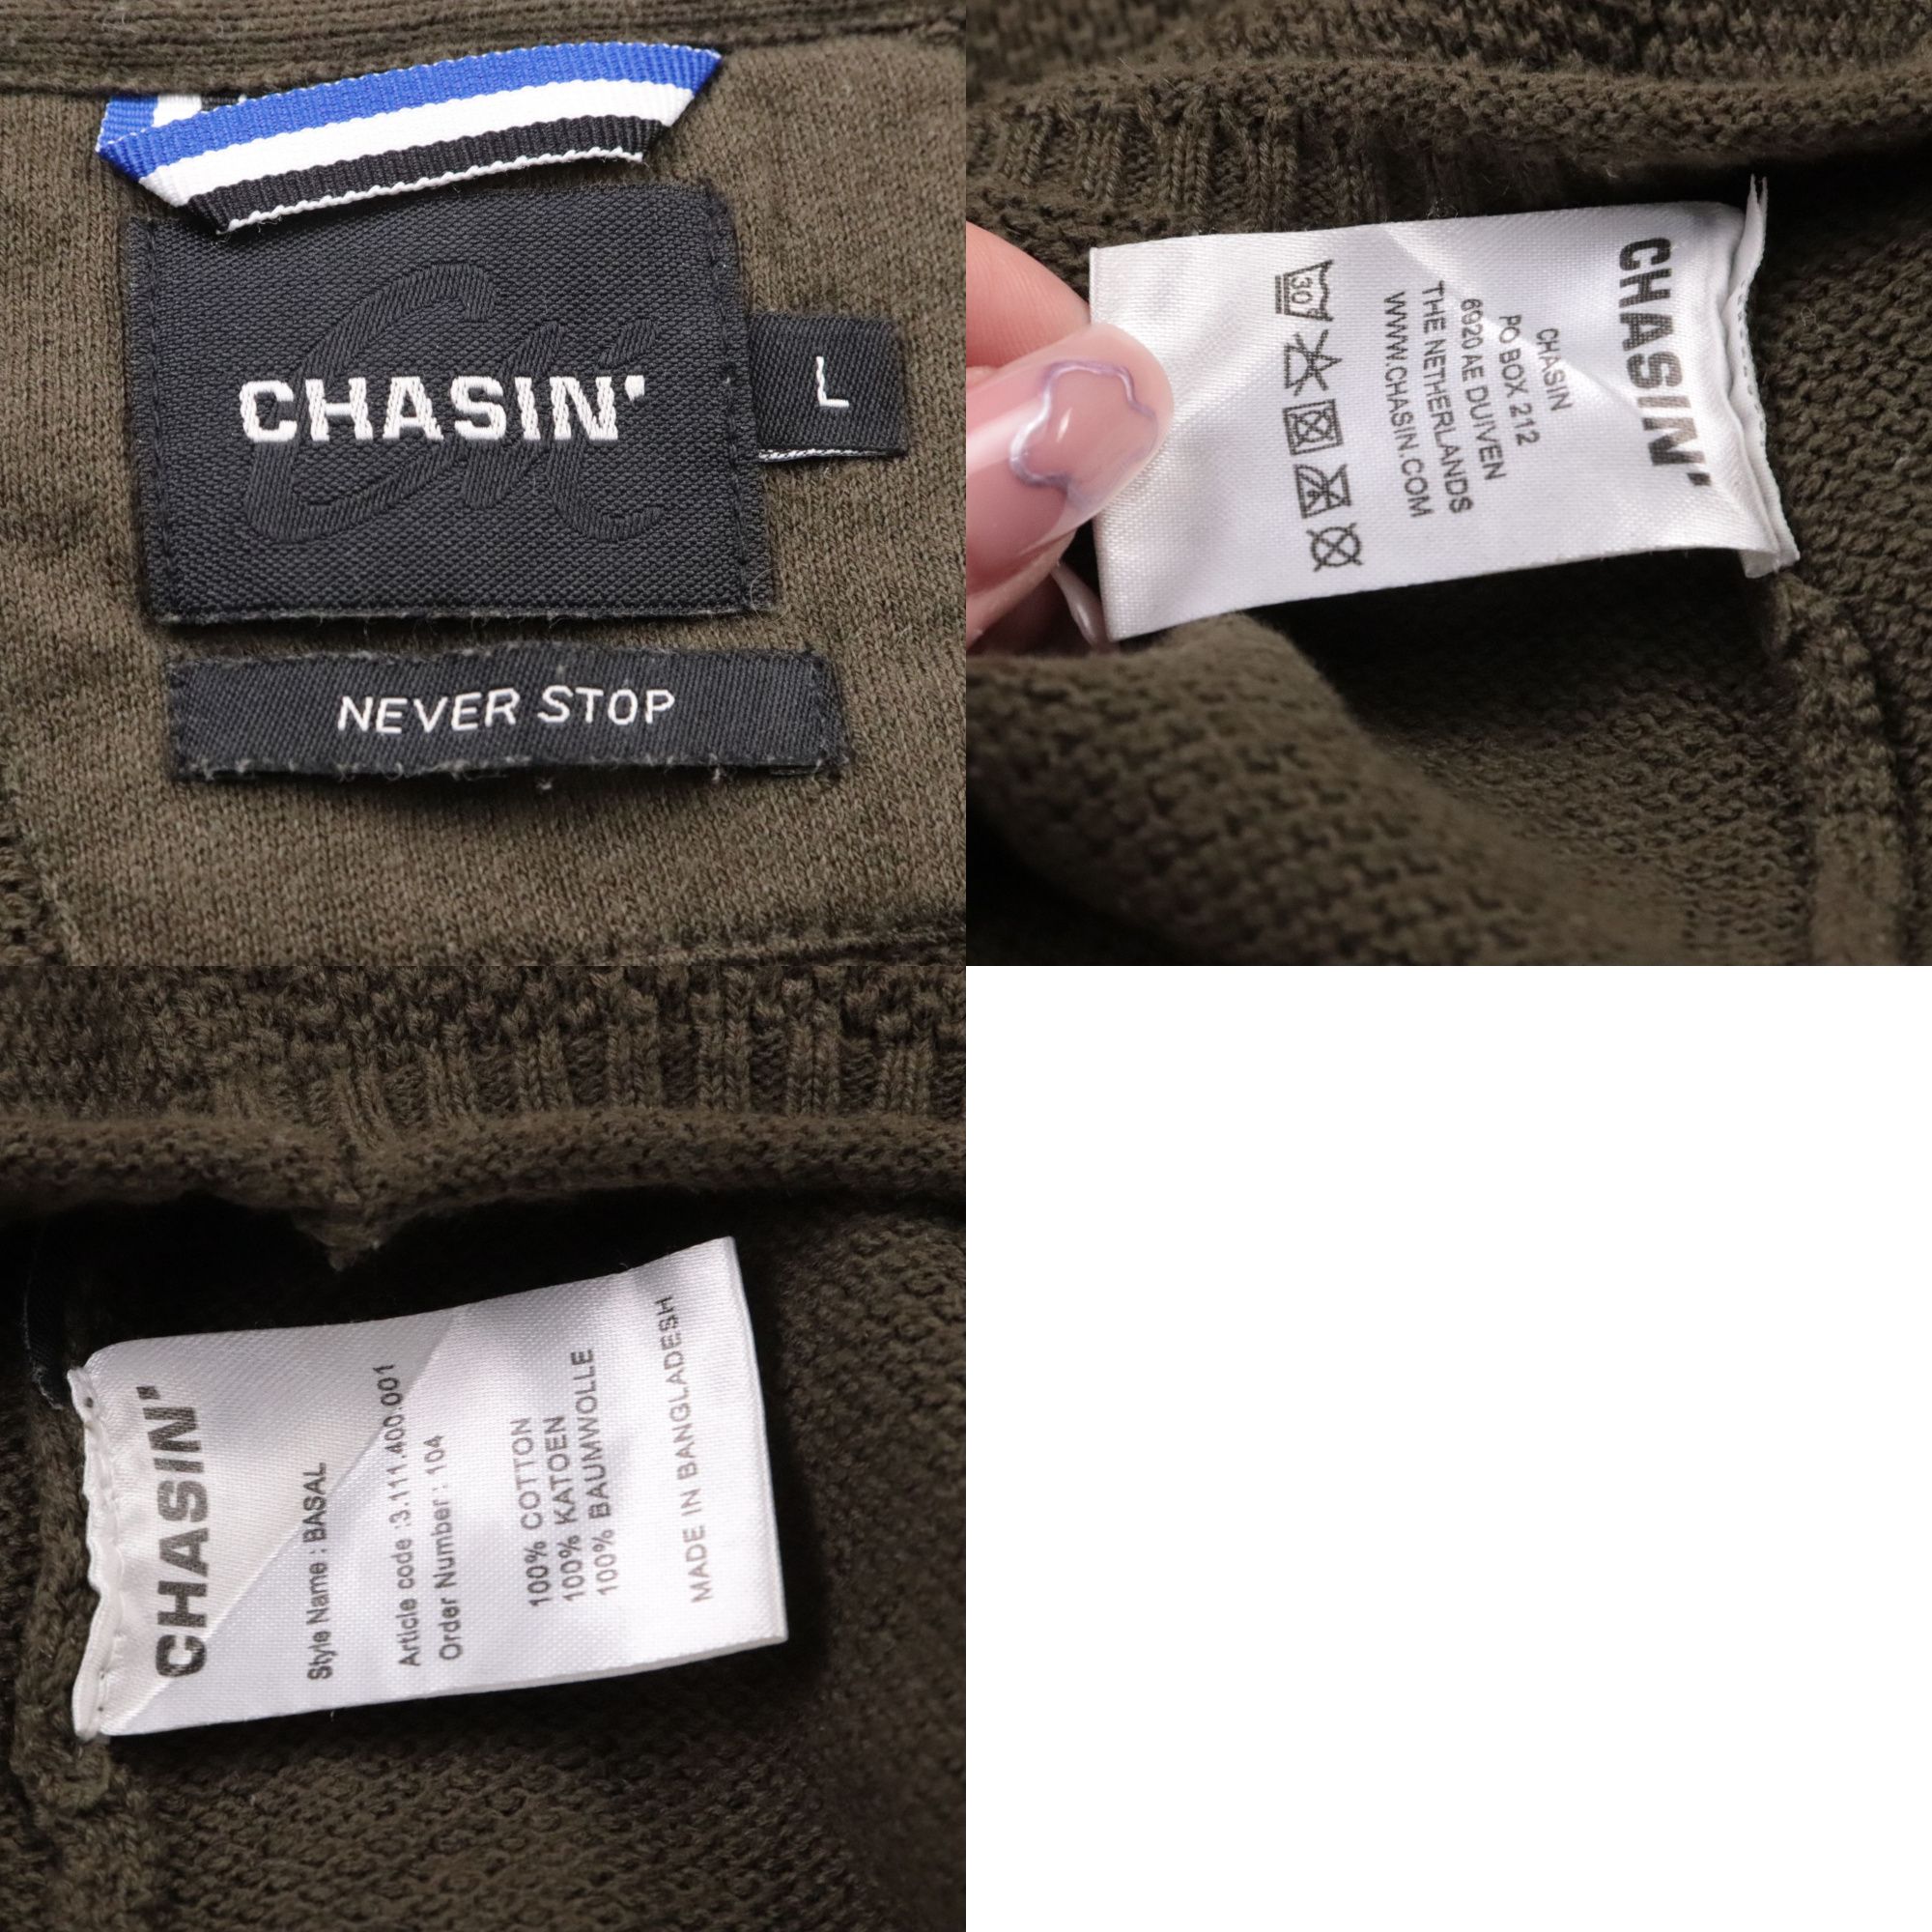 CHASIN'
L
NEVER STOP
CHASIN'
CHASIN
PO BOX 212
6920 AE DUIVEN
THE NETHERLANDS
WWW.CHASIN.COM
30
CHASIN'
Style Name : BASAL
Article code :3.111.400.001
Order Number : 104
100% COTTON
100% KATOEN
100% BAUMWOLLE
MADE IN BANGLADESH